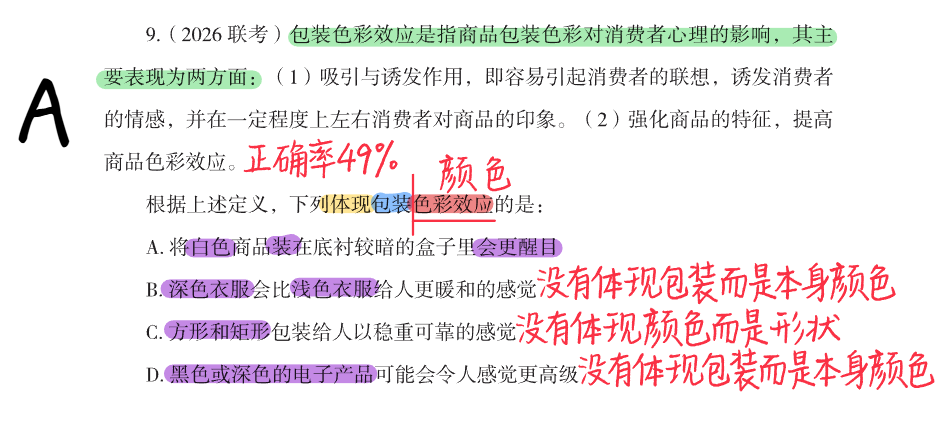 9.（2026 联考）包装色彩效应是指商品包装色彩对消费者心理的影响，其主
要表现为两方面：（1）吸引与诱发作用，即容易引起消费者的联想，诱发消费者
A
的情感，并在一定程度上左右消费者对商品的印象。（2）强化商品的特征，提高
商品色彩效应。正确率49%
颜色
根据上述定义，下列体现包装色彩效应的是：
A. 将白色商品装在底衬较暗的盒子里会更醒目
B. 深色衣服会比浅色衣服给人更暖和的感觉没有体现包装而是本身颜色
C. 方形和矩形包装给人以稳重可靠的感觉没有体现颜色而是形状
D. 黑色或深色的电子产品可能会令人感觉更高级没有体现包装而是本身颜色